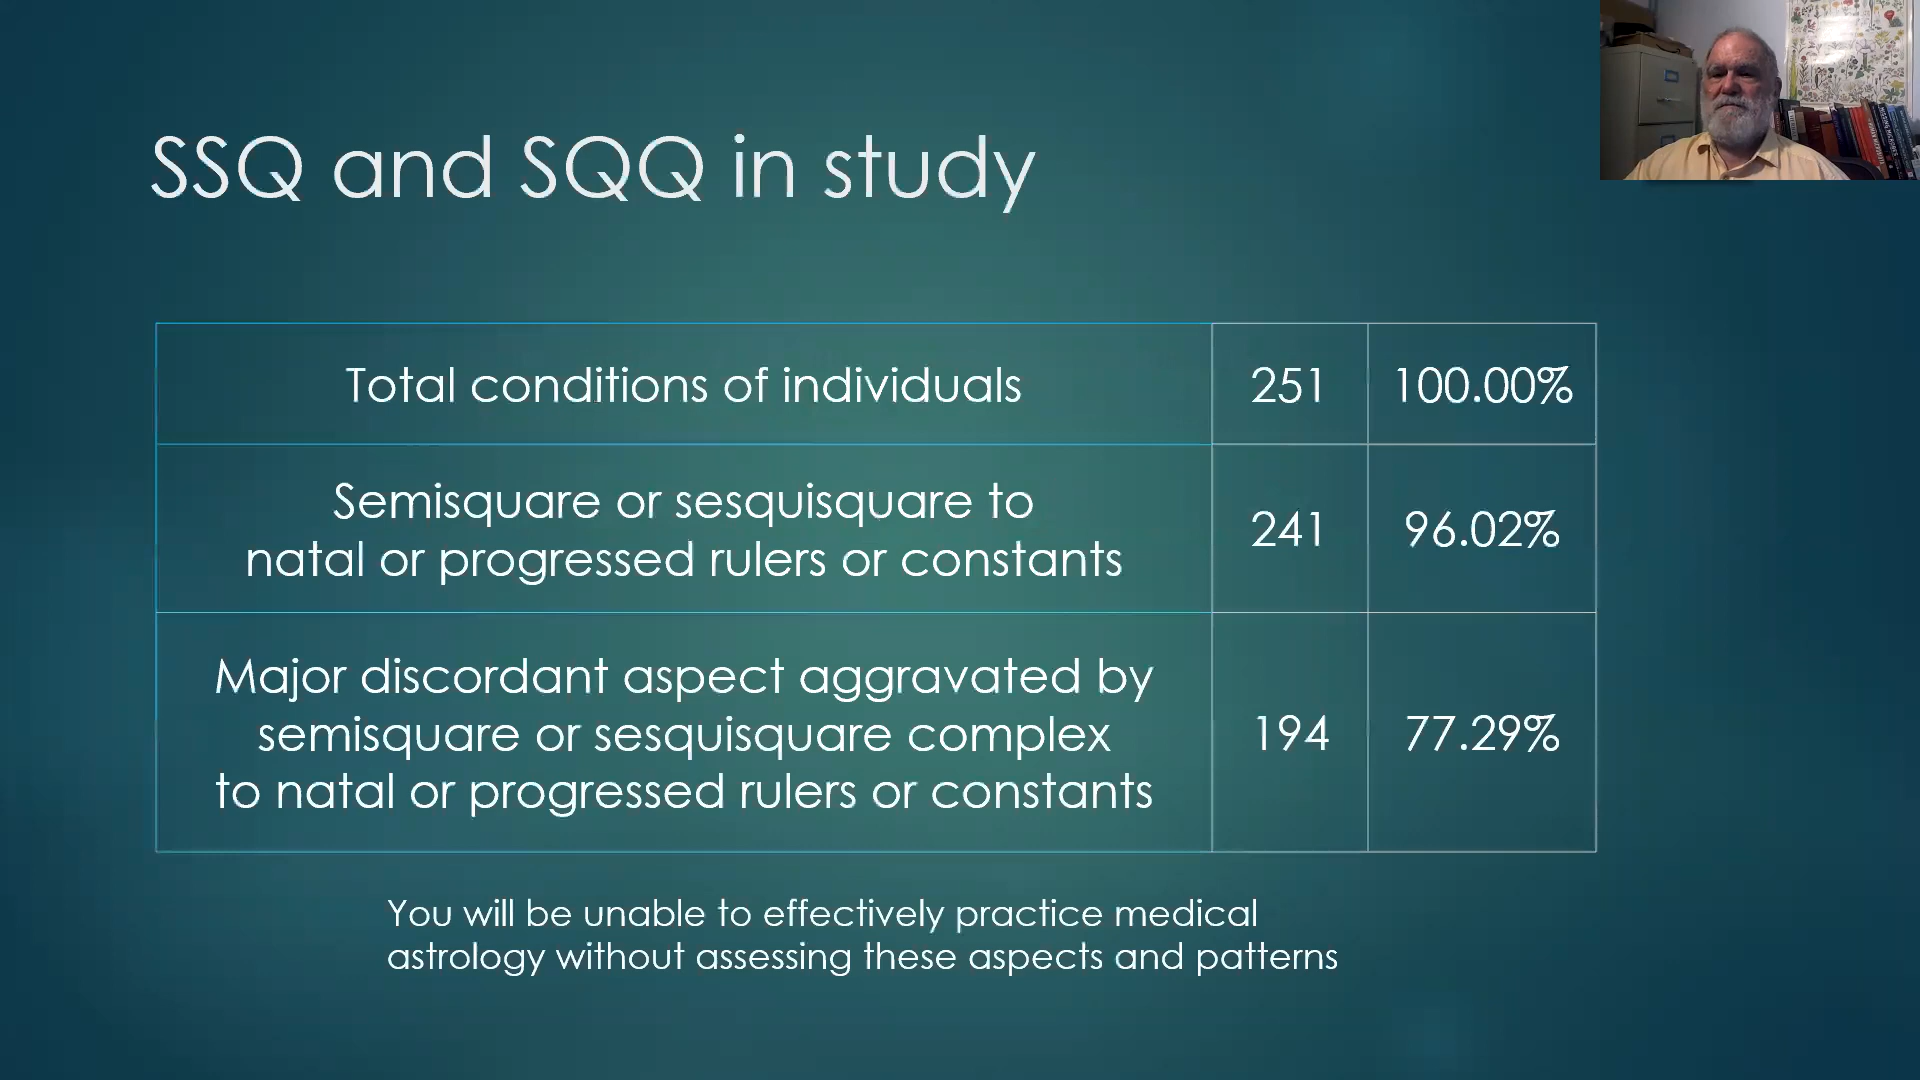 SSQ and SQQ in study
Total conditions of individuals 251 100.00%
Semisquare or sesquisquare to
natal or progressed rulers or constants 241 96.02%
Major discordant aspect aggravated by
semisquare or sesquisquare complex 194 77.29%
to natal or progressed rulers or constants
You will be unable to effectively practice medical
astrology without assessing these aspects and patterns